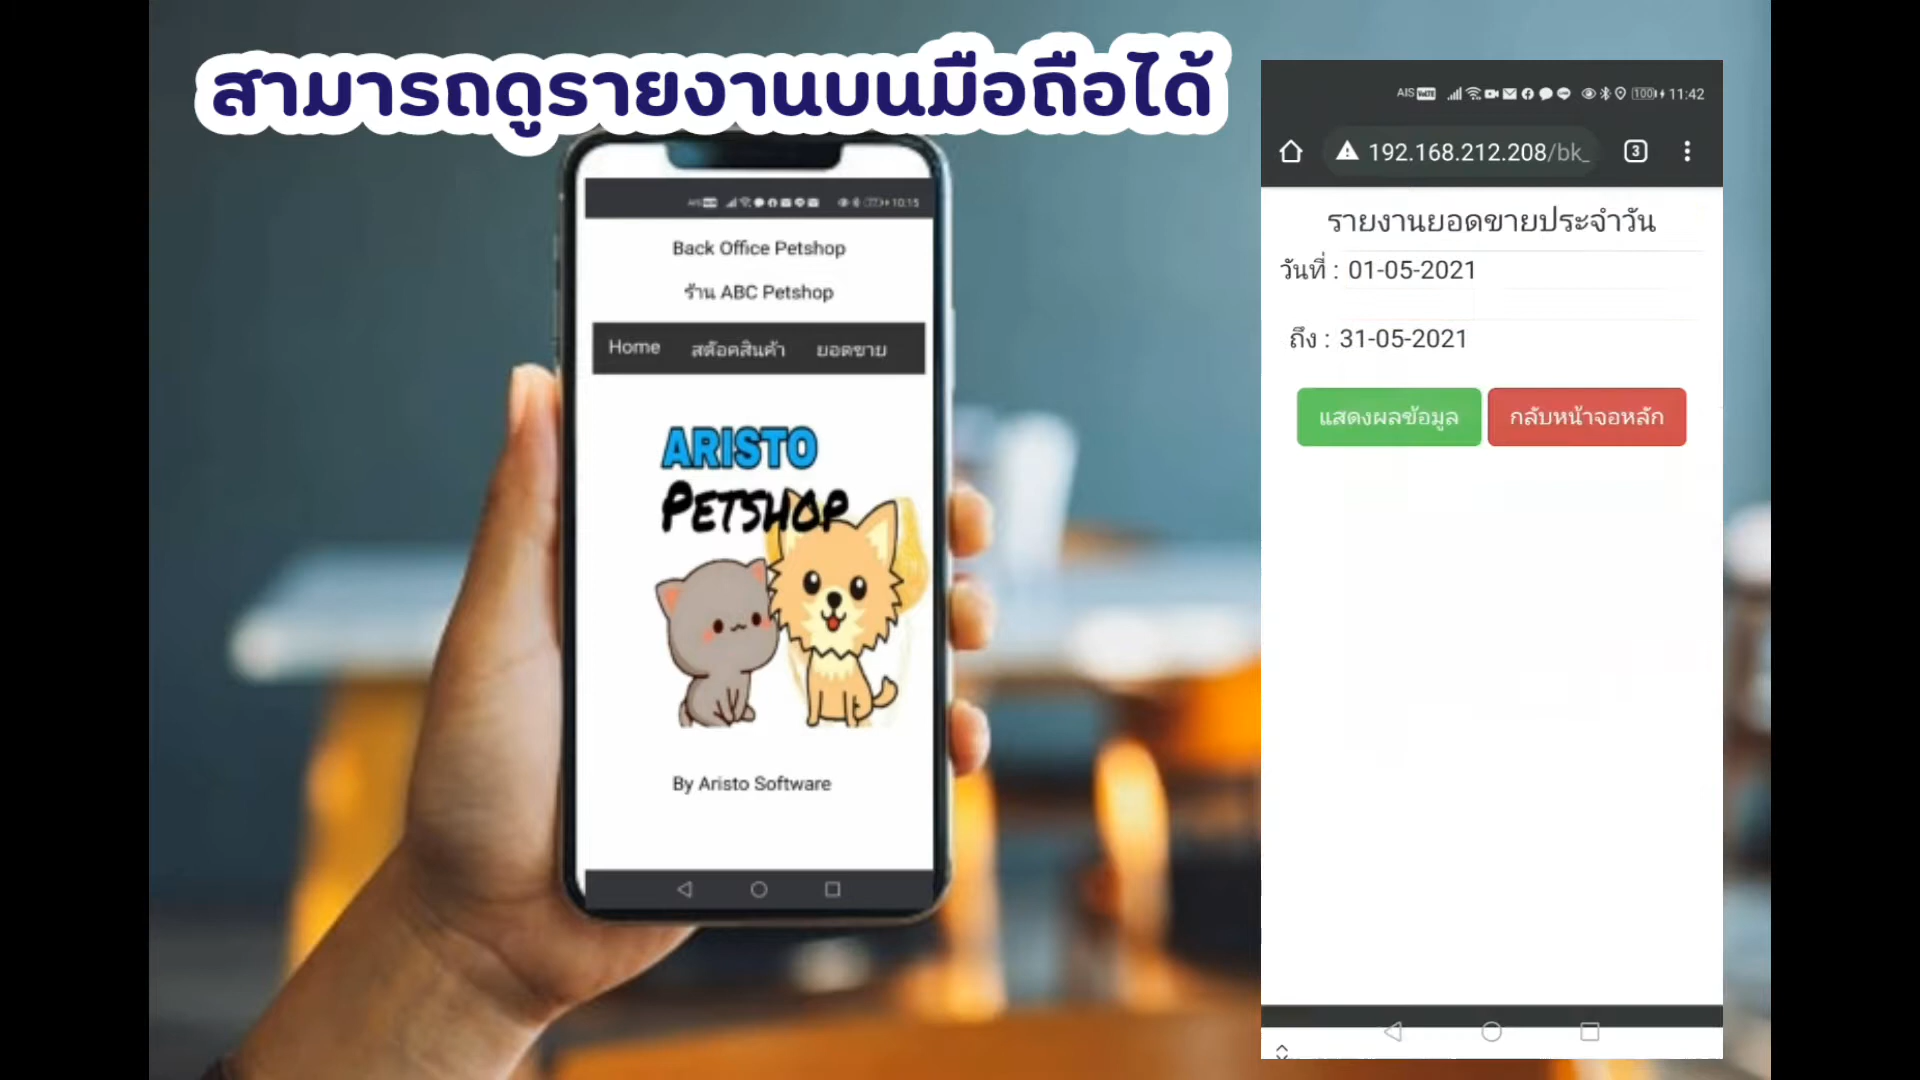 สามารถดูรายงานบนมือถือได้
10:15
Back Office Petshop
ร้าน ABC Petshop
Home สต๊อคสินค้า ยอดขาย
ARISTO
PETSHOP
By Aristo Software
AIS VoLTE 100 11:42
192.168.212.208/bk_ 3
รายงานยอดขายประจำวัน
วันที่ : 01-05-2021
ถึง : 31-05-2021
แสดงผลข้อมูล กลับหน้าจอหลัก